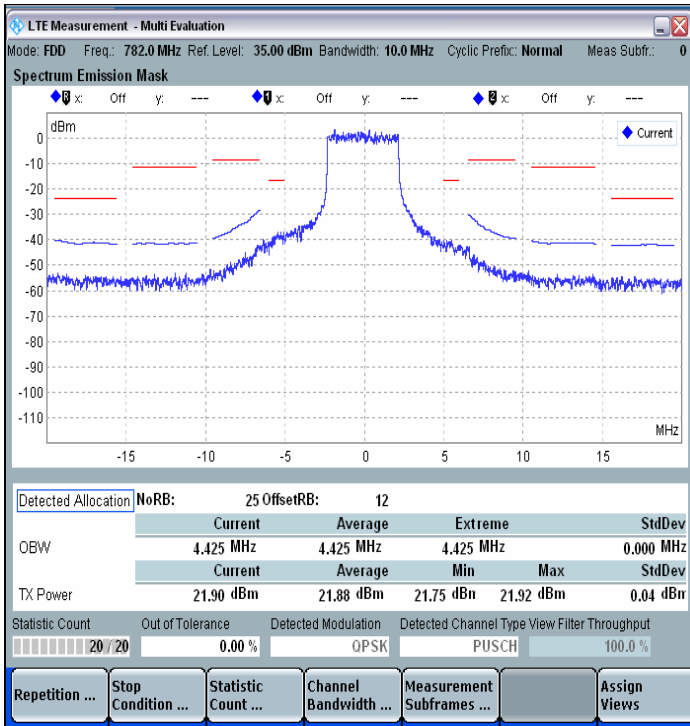 LTE Measurement - Multi Evaluation
Mode: FDD Freq.: 782.0 MHz Ref. Level: 35.00 dBm Bandwidth: 10.0 MHz Cyclic Prefix: Normal Meas Subfr.: 0
Spectrum Emission Mask
x: Off y: --- 1 x: Off y: --- 2 x: Off y: ---
dBm
Current
0
-10
-20
-30
-40
-50
-60
-70
-80
-90
-100
-110
MHz
-15 -10 -5 0 5 10 15
Detected Allocation NoRB: 25 OffsetRB: 12
Current Average Extreme StdDev
OBW 4.425 MHz 4.425 MHz 4.425 MHz 0.000 MHz
Current Average Min Max StdDev
TX Power 21.90 dBm 21.88 dBm 21.75 dBm 21.92 dBm 0.04 dBm
Statistic Count Out of Tolerance Detected Modulation Detected Channel Type View Filter Throughput
20 / 20 0.00 % QPSK PUSCH 100.0 %
Repetition ...
Stop Condition ...
Statistic Count ...
Channel Bandwidth ...
Measurement Subframes ...
Assign Views